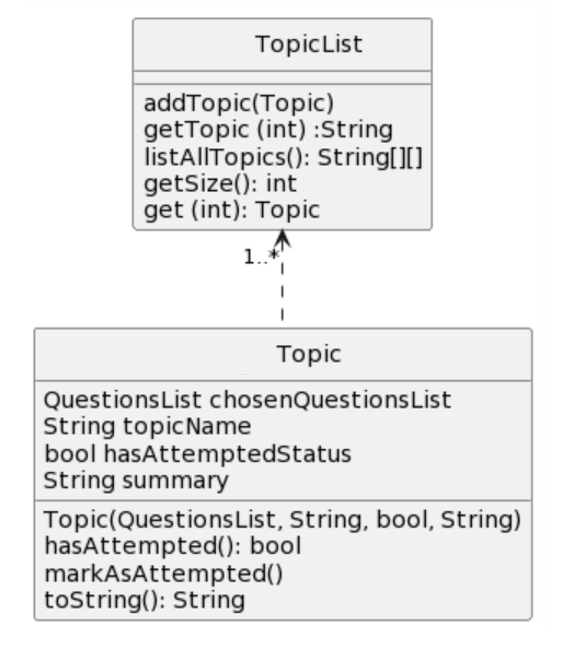 TopicList
addTopic(Topic)
getTopic (int) :String
listAllTopics(): String[][]
getSize(): int
get (int): Topic
1..*
Topic
QuestionsList chosenQuestionsList
String topicName
bool hasAttemptedStatus
String summary
Topic(QuestionsList, String, bool, String)
hasAttempted(): bool
markAsAttempted()
toString(): String